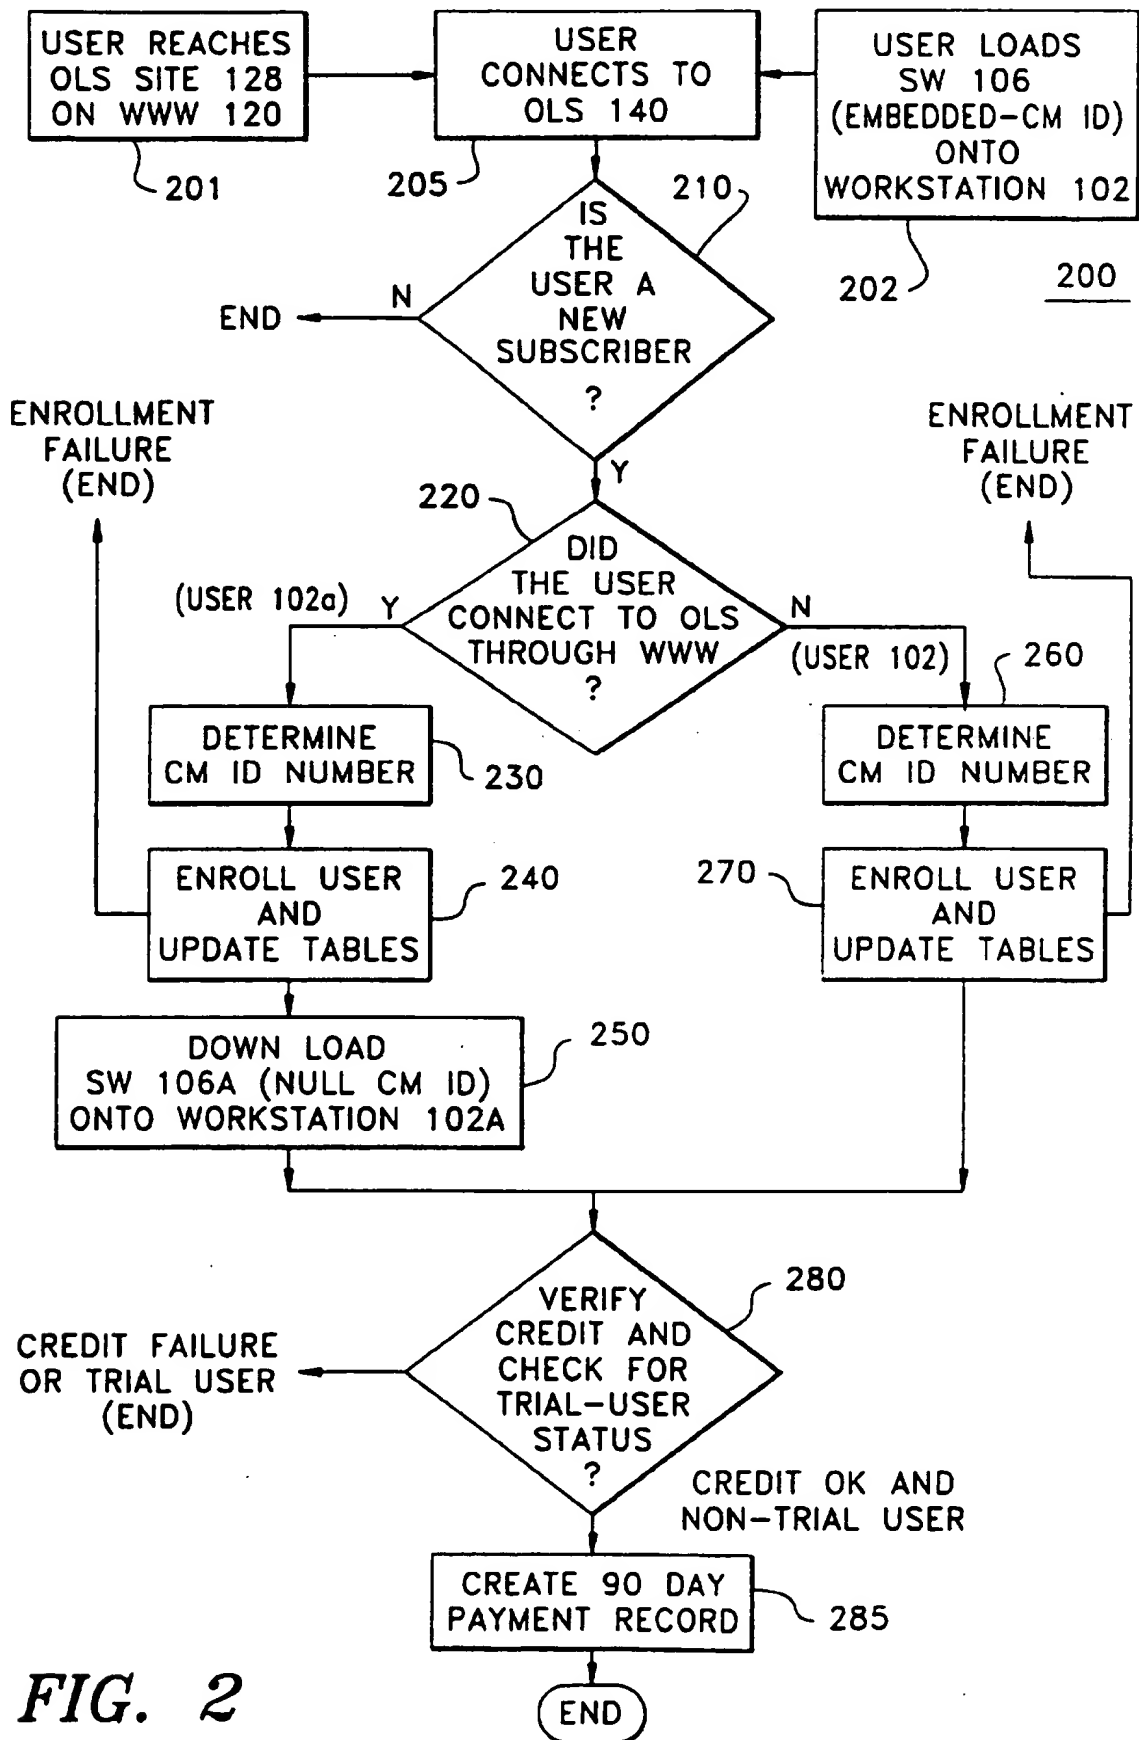 USER REACHES
OLS SITE 128
ON WWW 120
201
USER
CONNECTS TO
OLS 140
205
USER LOADS
SW 106
(EMBEDDED-CM ID)
ONTO
WORKSTATION 102
202
200
IS
THE
USER A
NEW
SUBSCRIBER
?
210
N
END
Y
ENROLLMENT
FAILURE
(END)
ENROLLMENT
FAILURE
(END)
220
DID
THE USER
CONNECT TO OLS
THROUGH WWW
?
(USER 102a)
Y
N
(USER 102)
260
DETERMINE
CM ID NUMBER
230
DETERMINE
CM ID NUMBER
ENROLL USER
AND
UPDATE TABLES
240
270
ENROLL USER
AND
UPDATE TABLES
DOWN LOAD
SW 106A (NULL CM ID)
ONTO WORKSTATION 102A
250
VERIFY
CREDIT AND
CHECK FOR
TRIAL-USER
STATUS
?
280
CREDIT FAILURE
OR TRIAL USER
(END)
CREDIT OK AND
NON-TRIAL USER
CREATE 90 DAY
PAYMENT RECORD
285
END
FIG. 2